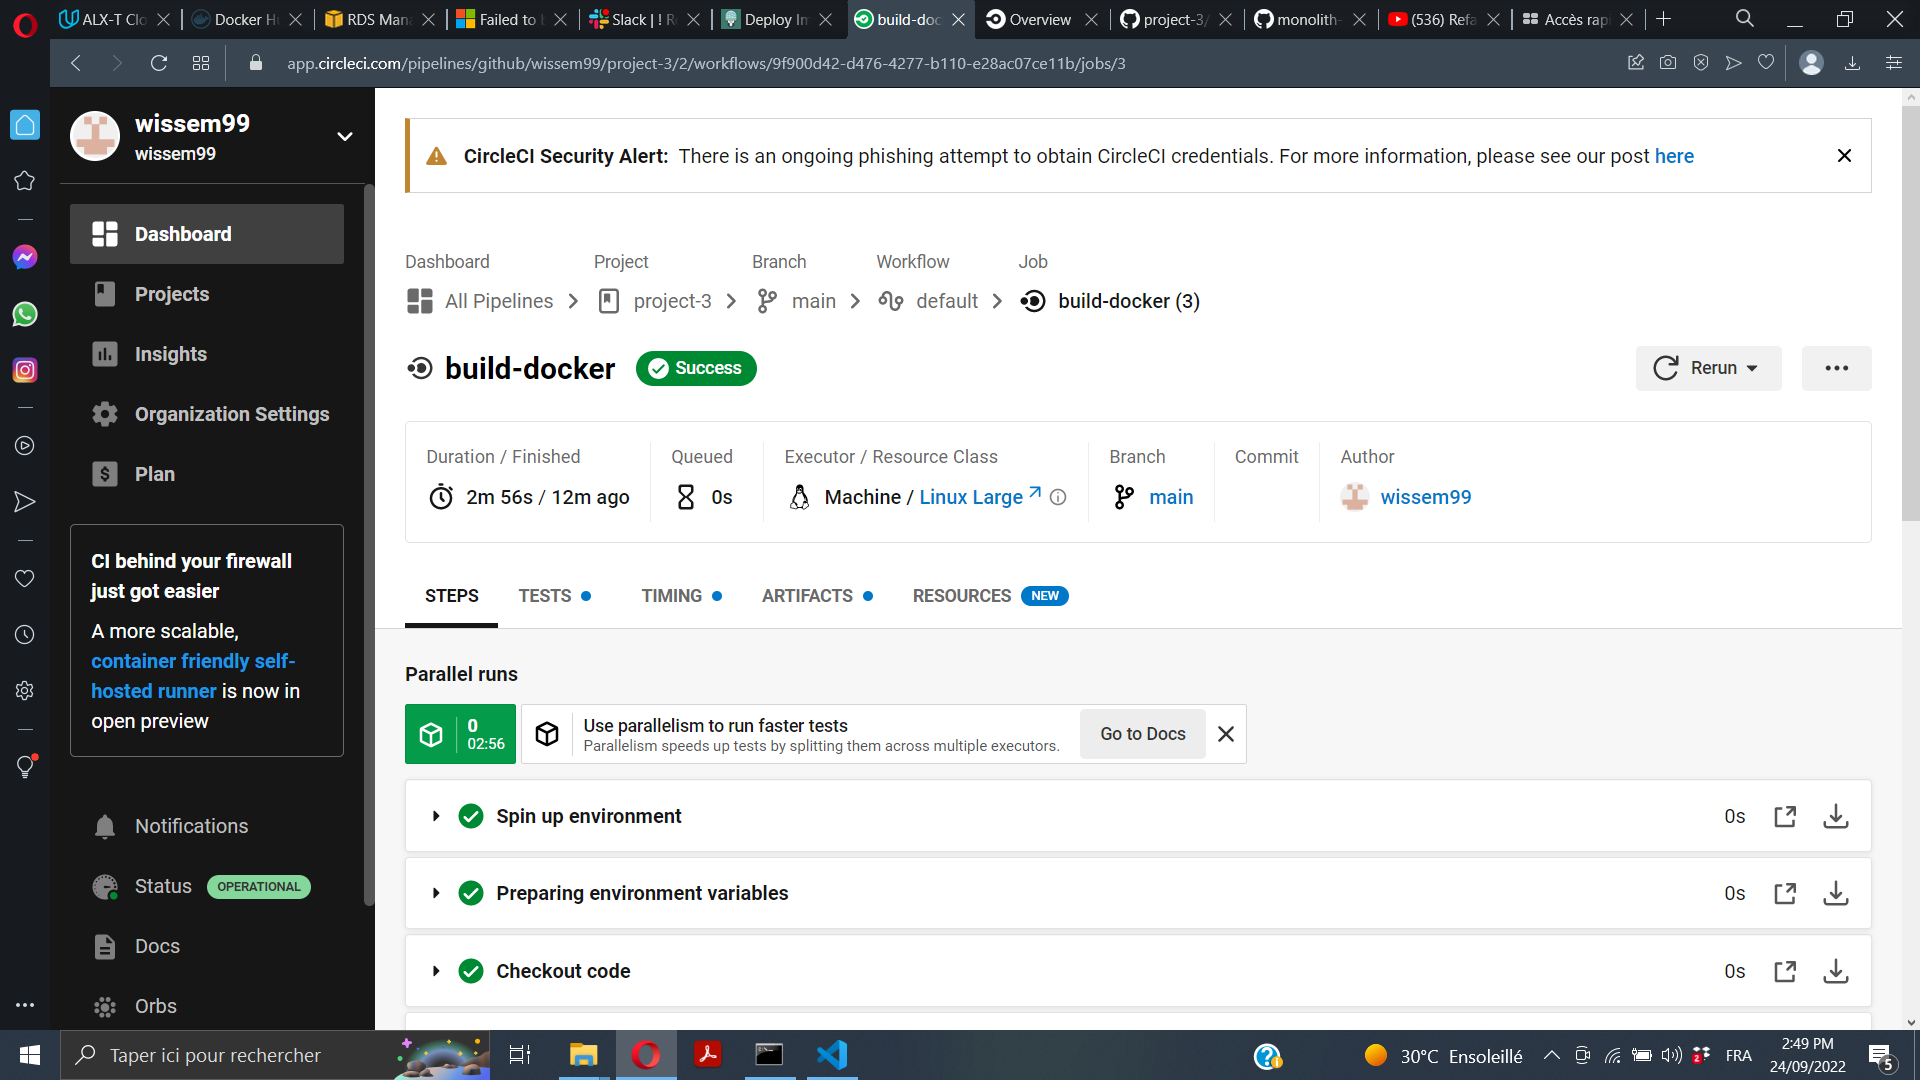 ALX-T Clo
Docker H
RDS Man
Failed to
Slack | ! R
Deploy Im
build-doc
Overview
project-3/
monolith-
(536) Refa
Accès rap
app.circleci.com/pipelines/github/wissem99/project-3/2/workflows/9f900d42-d476-4277-b110-e28ac07ce11b/jobs/3
wissem99
wissem99
Dashboard
Projects
Insights
Organization Settings
Plan
CI behind your firewall
just got easier
A more scalable,
container friendly self-
hosted runner is now in
open preview
Notifications
Status OPERATIONAL
Docs
Orbs
CircleCI Security Alert: There is an ongoing phishing attempt to obtain CircleCI credentials. For more information, please see our post here
Dashboard Project Branch Workflow Job
All Pipelines project-3 main default build-docker (3)
build-docker Success
Rerun
Duration / Finished Queued Executor / Resource Class Branch Commit Author
2m 56s / 12m ago 0s Machine / Linux Large main wissem99
STEPS TESTS TIMING ARTIFACTS RESOURCES NEW
Parallel runs
0
02:56
Use parallelism to run faster tests
Parallelism speeds up tests by splitting them across multiple executors.
Go to Docs
Spin up environment 0s
Preparing environment variables 0s
Checkout code 0s
Taper ici pour rechercher
30°C Ensoleillé
FRA
2:49 PM
24/09/2022
5